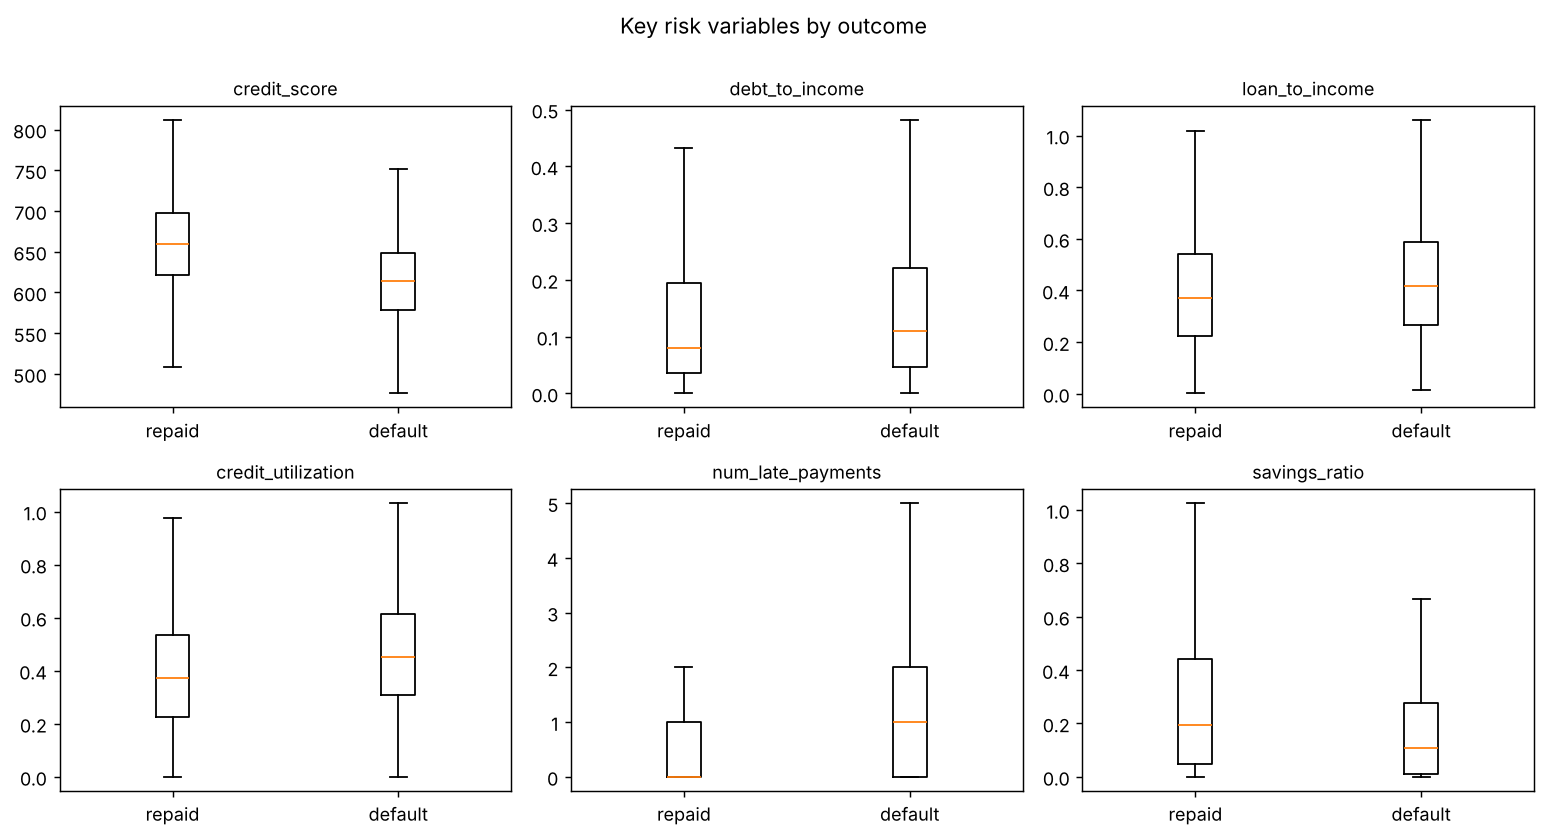 Key risk variables by outcome
credit_score
800
750
700
650
600
550
500
repaid default
debt_to_income
0.5
0.4
0.3
0.2
0.1
0.0
repaid default
loan_to_income
1.0
0.8
0.6
0.4
0.2
0.0
repaid default
credit_utilization
1.0
0.8
0.6
0.4
0.2
0.0
repaid default
num_late_payments
5
4
3
2
1
0
repaid default
savings_ratio
1.0
0.8
0.6
0.4
0.2
0.0
repaid default